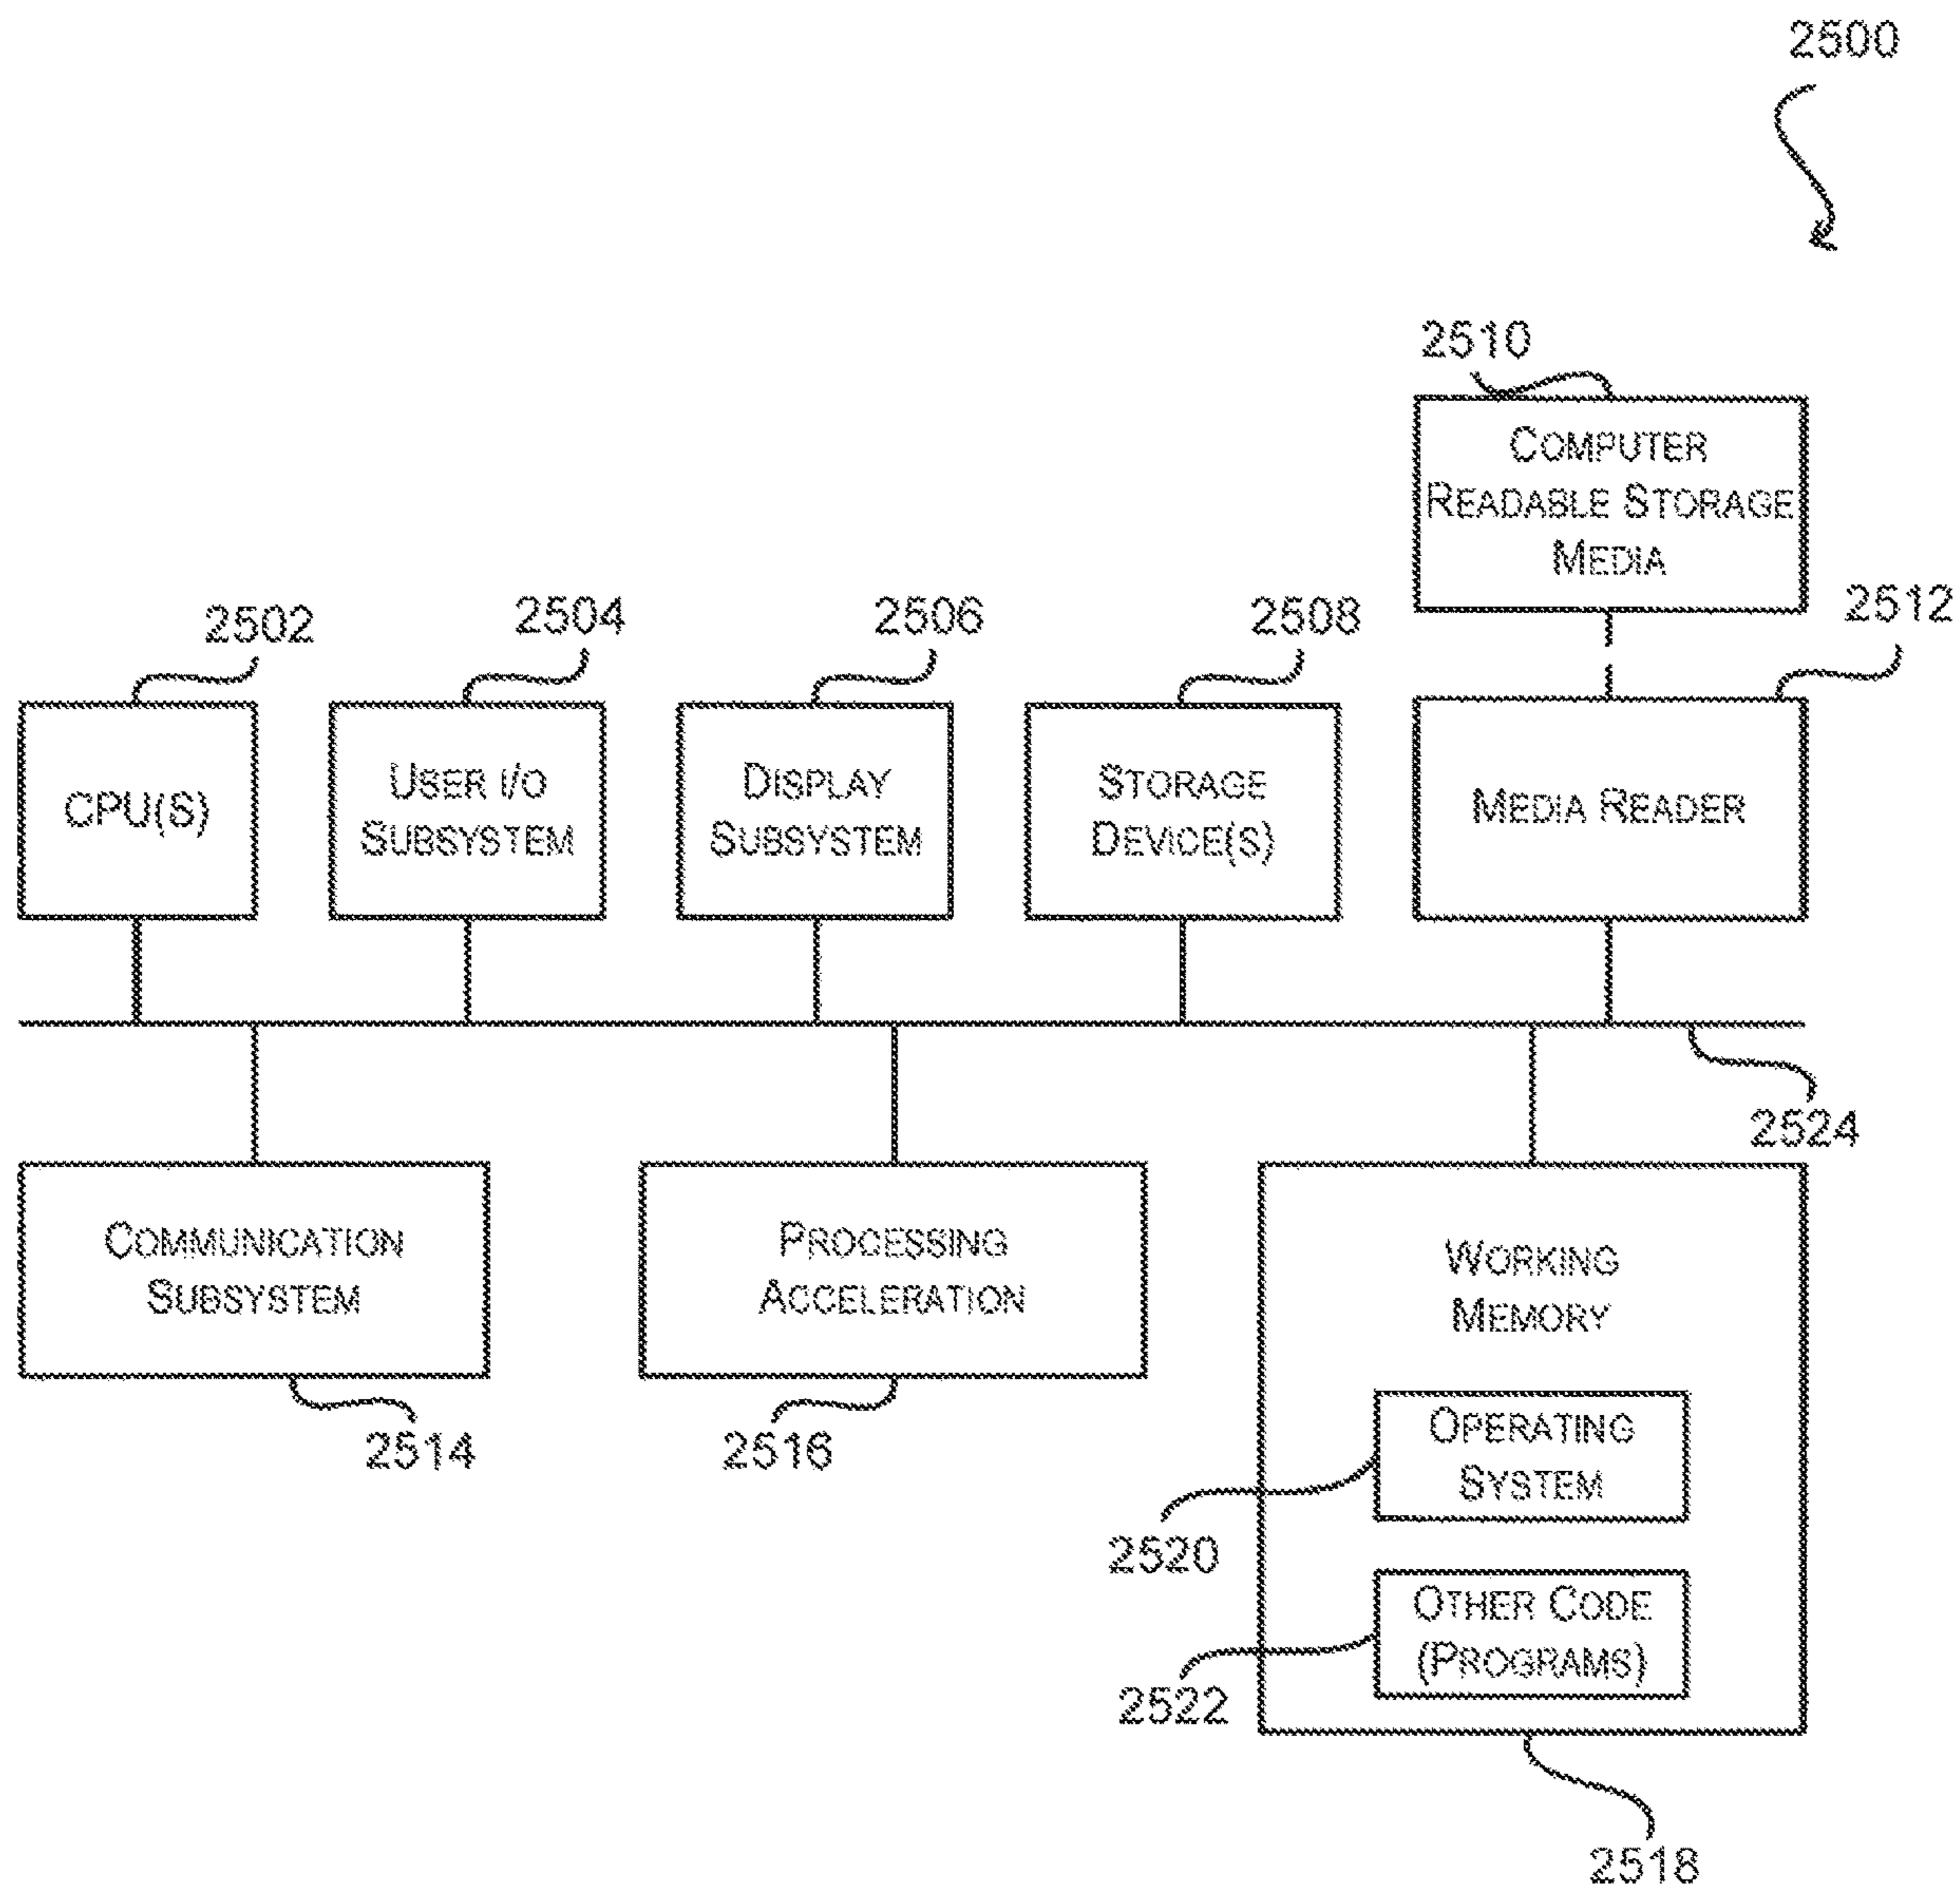 2500
2510
COMPUTER
READABLE STORAGE
MEDIA
2502
2504
2506
2508
2512
CPU(S)
USER I/O
SUBSYSTEM
DISPLAY
SUBSYSTEM
STORAGE
DEVICE(S)
MEDIA READER
2524
COMMUNICATION
SUBSYSTEM
PROCESSING
ACCELERATION
WORKING
MEMORY
2514
2516
OPERATING
SYSTEM
2520
OTHER CODE
(PROGRAMS)
2522
2518